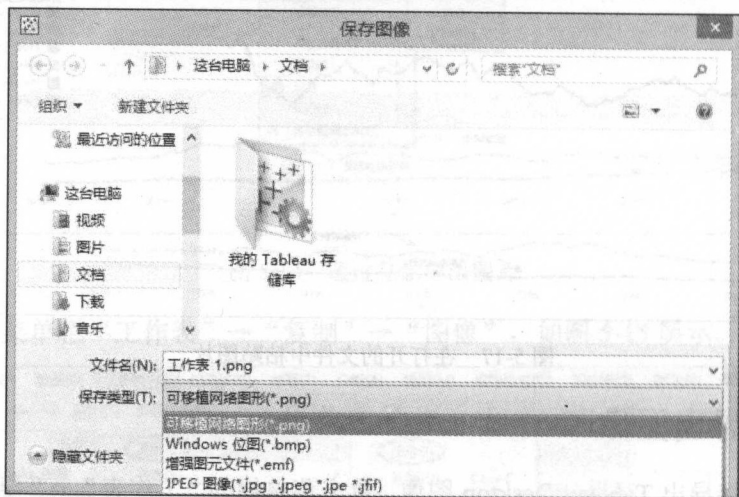 保存图像
这台电脑 文档
搜索"文档"
组织 新建文件夹
最近访问的位置
这台电脑
视频
图片
文档
下载
音乐
我的 Tableau 存
储库
文件名(N): 工作表 1.png
保存类型(T): 可移植网络图形(*.png)
可移植网络图形(*.png)
Windows 位图(*.bmp)
增强图元文件(*.emf)
JPEG 图像(*.jpg *.jpeg *.jpe *.jfif)
隐藏文件夹